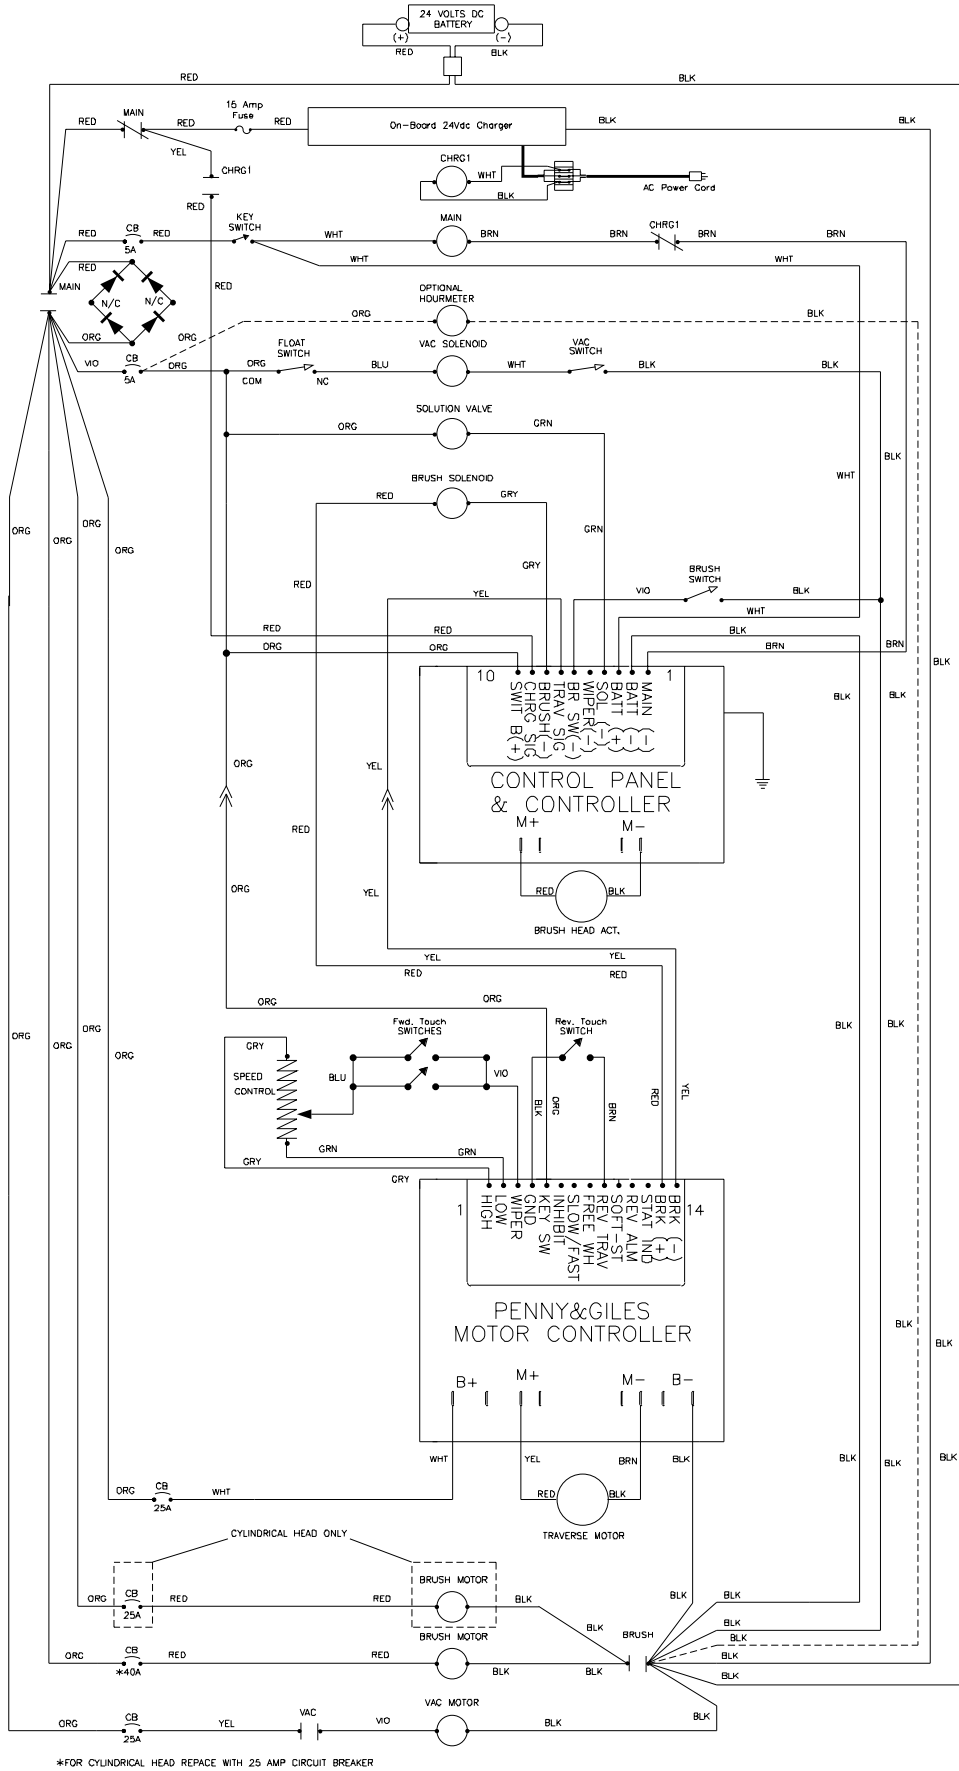 24 VOLTS DC
BATTERY
(+)
(-)
RED
BLK
RED
BLK
15 Amp
Fuse
MAIN
RED
RED
RED
On-Board 24Vdc Charger
BLK
BLK
YEL
CHRG1
CHRG1
WHT
BLK
AC Power Cord
RED
KEY
SWITCH
MAIN
CHRG1
CB
RED
RED
WHT
BRN
BRN
BRN
BRN
5A
WHT
WHT
RED
MAIN
RED
N/C
N/C
OPTIONAL
HOURMETER
ORG
BLK
ORG
ORG
FLOAT
SWITCH
VAC SOLENOID
VAC
SWITCH
VIO
CB
5A
ORG
ORG
COM
NC
BLU
WHT
BLK
BLK
SOLUTION VALVE
ORG
GRN
BLK
WHT
BRUSH SOLENOID
RED
GRY
ORG
ORG
ORG
ORG
GRN
GRY
BRUSH
SWITCH
RED
YEL
VIO
BLK
WHT
RED
RED
BLK
ORG
ORG
BRN
BRN
BLK
10
1
SWIT B(+)
CHRG SIG
BRUSH(-)
TRAV SIG
BR SW(-)
WIPER(-)
SOL (-)
BATT (+)
BATT (-)
MAIN (-)
BLK
BLK
ORG
YEL
CONTROL PANEL
& CONTROLLER
M+
M-
RED
ORG
YEL
RED
BLK
BRUSH HEAD ACT.
YEL
YEL
RED
RED
ORG
ORG
Fwd. Touch
SWITCHES
Rev. Touch
SWITCH
BLK
BLK
ORG
ORG
ORG
ORG
GRY
SPEED
CONTROL
BLU
VIO
BLK
ORG
BRN
RED
YEL
GRN
GRN
GRY
GRY
1
14
HIGH
LOW
WIPER
GND
KEY SW
INHIBIT
SLOW/FAST
FREE WH
REV TRAV
SOFT-ST
REV ALM
STAT IND
BRK (+)
BRK (-)
PENNY&GILES
MOTOR CONTROLLER
BLK
BLK
B+
M+
M-
B-
WHT
YEL
BRN
BLK
BLK
BLK
BLK
ORG
CB
25A
WHT
RED
BLK
TRAVERSE MOTOR
CYLINDRICAL HEAD ONLY
BRUSH MOTOR
ORG
CB
25A
RED
RED
BLK
BLK
BLK
BLK
BLK
BRUSH
BLK
BRUSH MOTOR
ORG
CB
*40A
RED
RED
BLK
BLK
BLK
BLK
VAC MOTOR
ORG
CB
25A
YEL
VAC
VIO
BLK
BLK
*FOR CYLINDRICAL HEAD REPACE WITH 25 AMP CIRCUIT BREAKER